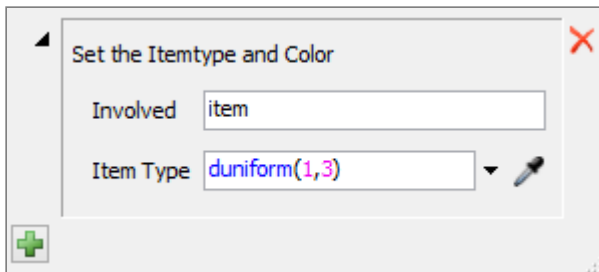 Set the Itemtype and Color
Involved item
Item Type duniform(1,3)